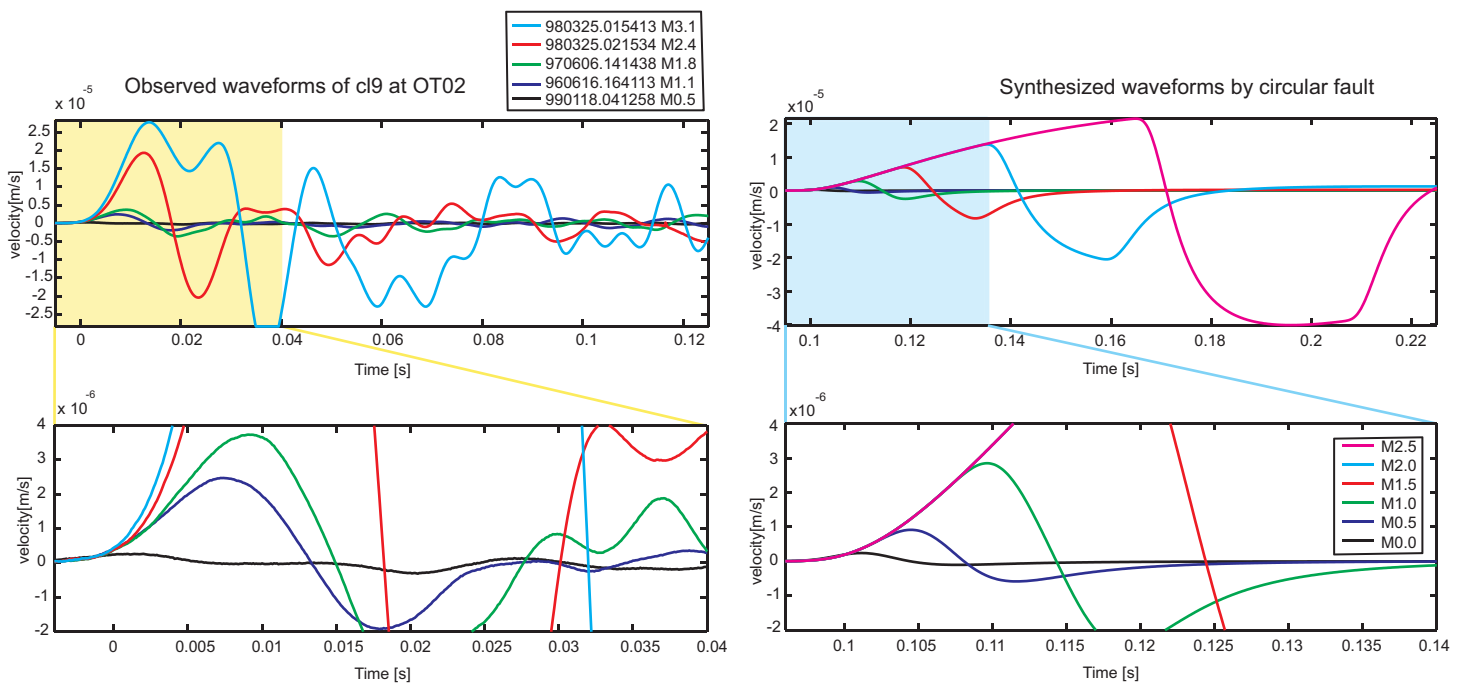 980325.015413 M3.1
980325.021534 M2.4
970606.141438 M1.8
960616.164113 M1.1
990118.041258 M0.5
Observed waveforms of cl9 at OT02
x 10-5
2.5
2
1.5
1
0.5
0
-0.5
-1
-1.5
-2
-2.5
velocity[m/s]
0
0.02
0.04
0.06
0.08
0.1
0.12
Time [s]
Synthesized waveforms by circular fault
x10-5
2
1
0
-1
-2
-3
-4
velocity[m/s]
0.1
0.12
0.14
0.16
0.18
0.2
0.22
Time [s]
x 10-6
4
3
2
1
0
-1
-2
velocity[m/s]
0
0.005
0.01
0.015
0.02
0.025
0.03
0.035
0.04
Time [s]
x10-6
4
3
2
1
0
-1
-2
velocity[m/s]
M2.5
M2.0
M1.5
M1.0
M0.5
M0.0
0.1
0.105
0.11
0.115
0.12
0.125
0.13
0.135
0.14
Time [s]